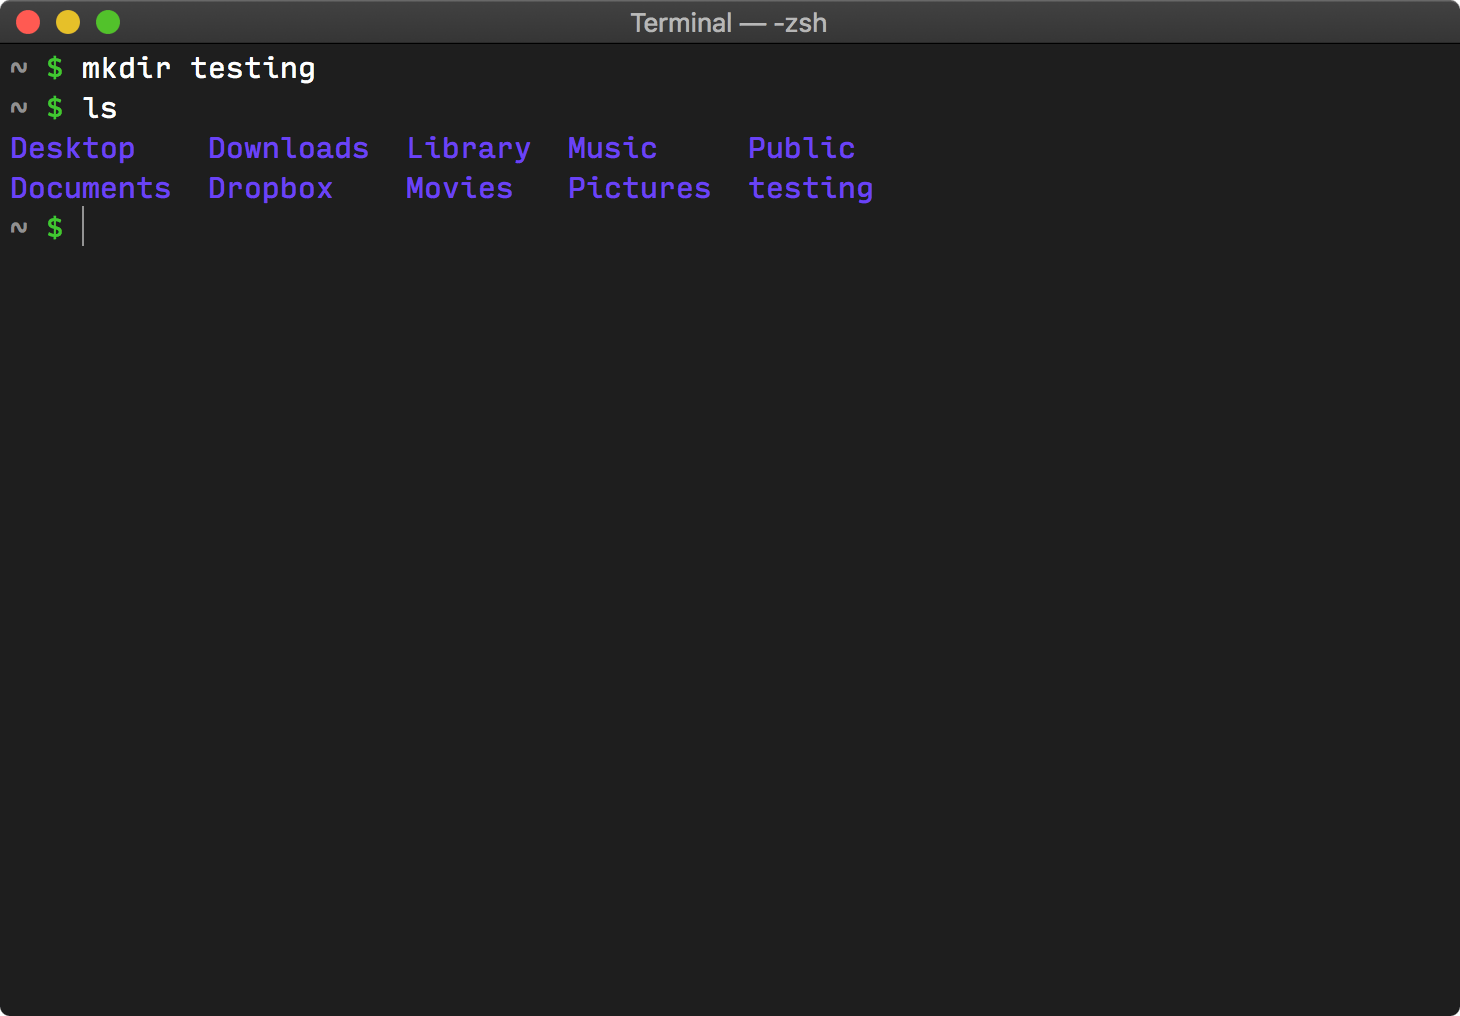 Terminal — -zsh
~ $ mkdir testing
~ $ ls
Desktop    Downloads  Library  Music     Public
Documents  Dropbox    Movies   Pictures  testing
~ $